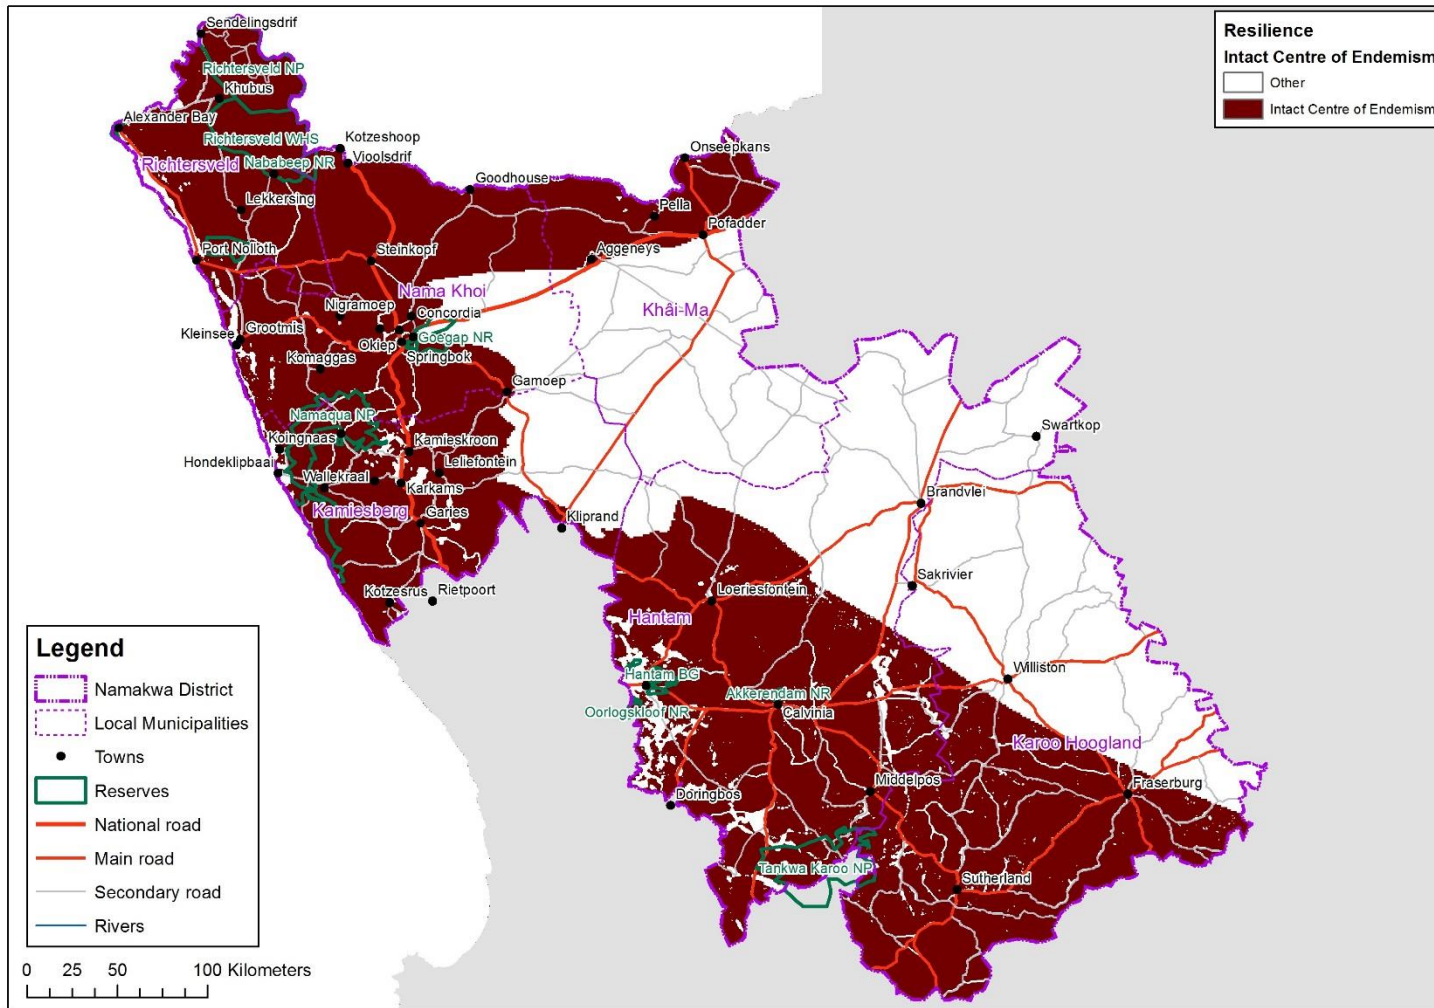 Sendelingsdrif
Richtersveld NP
Khubus
Alexander Bay
Richtersveld WHS
Kotzeshoop
Vioolsdrif
Richtersveld
Nababeep NR
Onseepkans
Goodhouse
Lekkersing
Pella
Pofadder
Port Nolloth
Steinkopf
Aggeneys
Nama Khoi
Khâi-Ma
Nigramoep
Concordia
Kleinsee
Grootmis
Goegap NR
Okiep
Springbok
Komaggas
Gamoep
Namaqua NP
Koingnaas
Kamieskroon
Swartkop
Hondeklipbaai
Wallekraal
Leliefontein
Karkams
Brandvlei
Kamiesberg
Garies
Kliprand
Sakrivier
Kotzesrus
Rietpoort
Loeriesfontein
Hantam
Hantam BG
Williston
Akkerendam NR
Oorlogskloof NR
Calvinia
Karoo Hoogland
Middelpos
Fraserburg
Doringbos
Tankwa Karoo NP
Sutherland
Resilience
Intact Centre of Endemism
Other
Intact Centre of Endemism
Legend
Namakwa District
Local Municipalities
Towns
Reserves
National road
Main road
Secondary road
Rivers
0 25 50 100 Kilometers